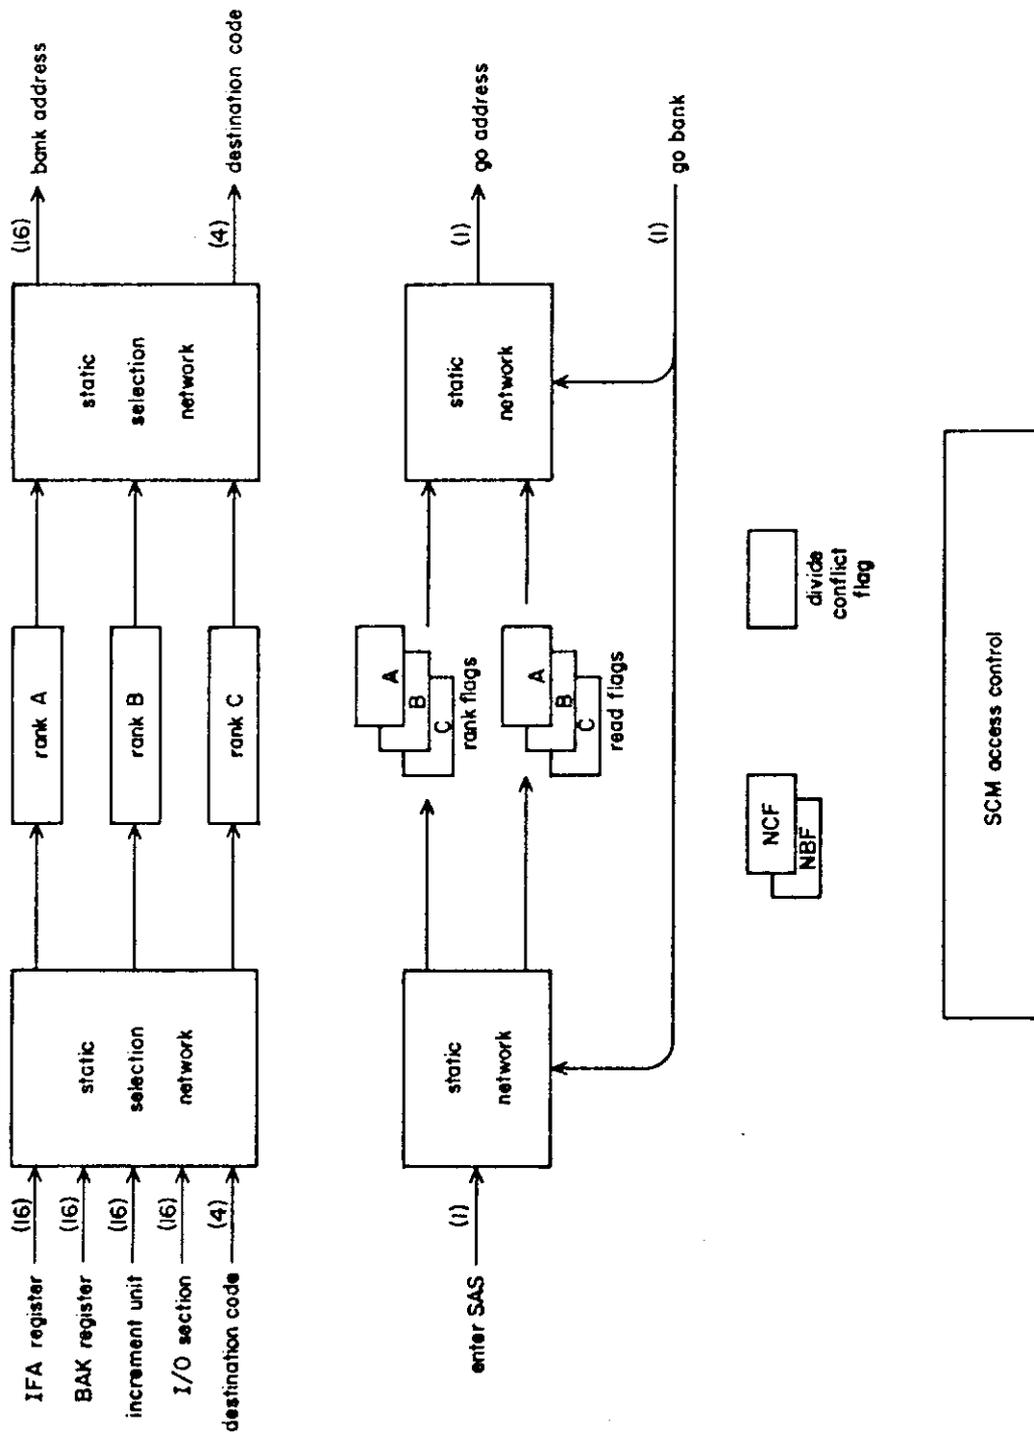 IFA register
(16)
BAK register
(16)
increment unit
(16)
I/O section
(16)
destination code
(4)
static
selection
network
rank A
rank B
rank C
static
selection
network
(16)
bank address
(4)
destination code
enter SAS
(1)
static
network
A
B
C
rank flags
A
B
C
read flags
static
network
(1)
go address
(1)
go bank
NCF
NBF
divide
conflict
flag
SCM access control